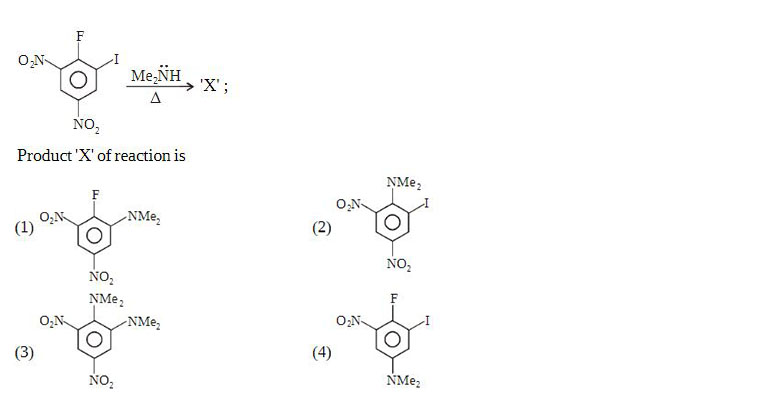 F
O₂N
I
Me₂N̈H
Δ
'X' ;
NO₂
Product 'X' of reaction is
(1)
F
O₂N
NMe₂
NO₂
(2)
NMe₂
O₂N
I
NO₂
(3)
NMe₂
O₂N
NMe₂
NO₂
(4)
F
O₂N
I
NMe₂